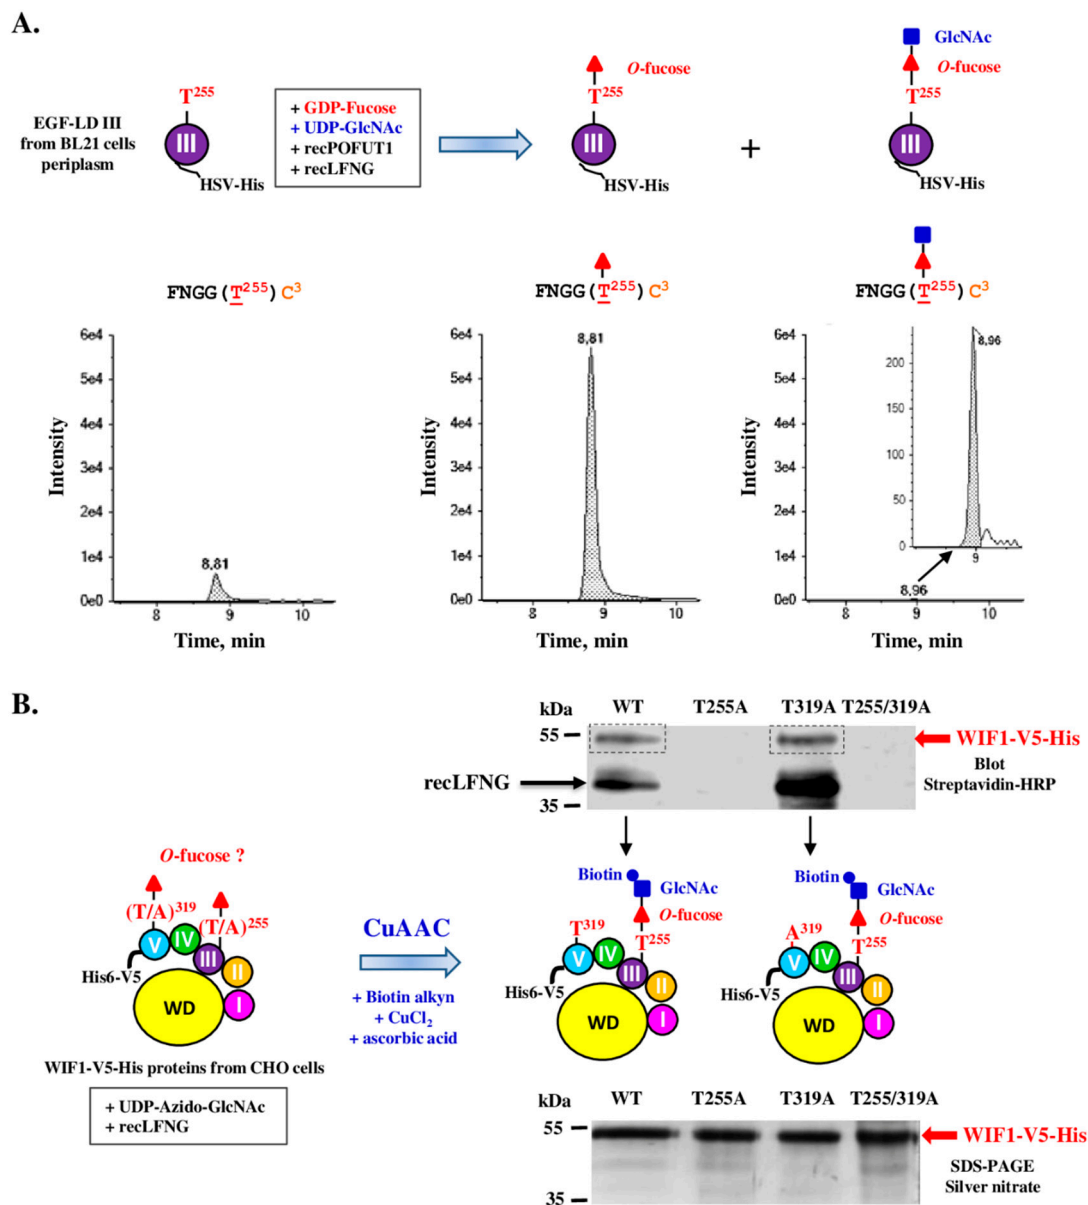 A.
GlcNAc
O-fucose
O-fucose
T255
T255
T255
EGF-LD III
from BL21 cells
periplasm
+ GDP-Fucose
+ UDP-GlcNAc
+ recPOFUT1
+ recLFNG
+
III
III
III
HSV-His
HSV-His
HSV-His
FNGG(T255)C3
FNGG(T255)C3
FNGG(T255)C3
Intensity
6e4
5e4
4e4
3e4
2e4
1e4
0e0
8,81
8
9
10
Time, min
Intensity
6e4
5e4
4e4
3e4
2e4
1e4
0e0
8,81
8
9
10
Time, min
Intensity
6e4
5e4
4e4
3e4
2e4
1e4
0e0
200
150
100
50
0
8,96
9
8,96
8
9
10
Time, min
B.
kDa
WT
T255A
T319A
T255/319A
55
WIF1-V5-His
Blot
Streptavidin-HRP
recLFNG
35
O-fucose ?
(T/A)319
(T/A)255
V
IV
III
II
I
WD
His6-V5
WIF1-V5-His proteins from CHO cells
+ UDP-Azido-GlcNAc
+ recLFNG
CuAAC
+ Biotin alkyn
+ CuCl2
+ ascorbic acid
Biotin
GlcNAc
O-fucose
T319
T255
V
IV
III
II
I
WD
His6-V5
Biotin
GlcNAc
O-fucose
A319
T255
V
IV
III
II
I
WD
His6-V5
kDa
WT
T255A
T319A
T255/319A
55
WIF1-V5-His
SDS-PAGE
Silver nitrate
35